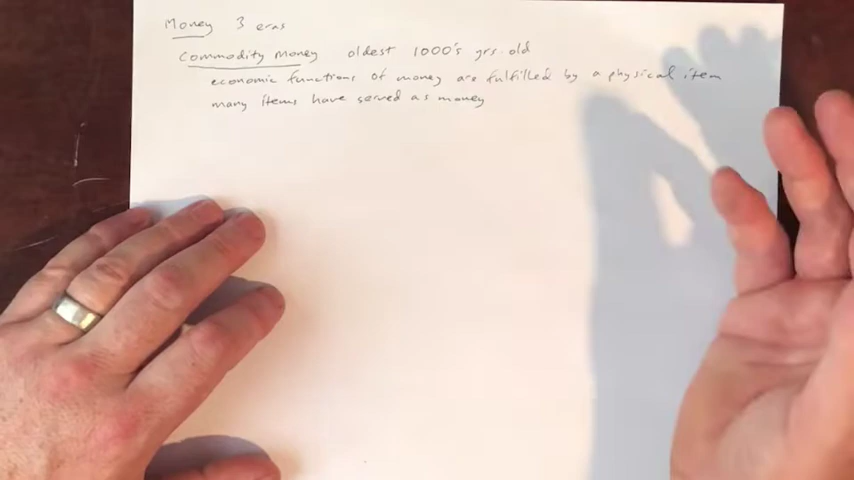 Money 3 eras
Commodity Money oldest 1000's yrs. old
economic functions of money are fulfilled by a physical item
many items have served as money